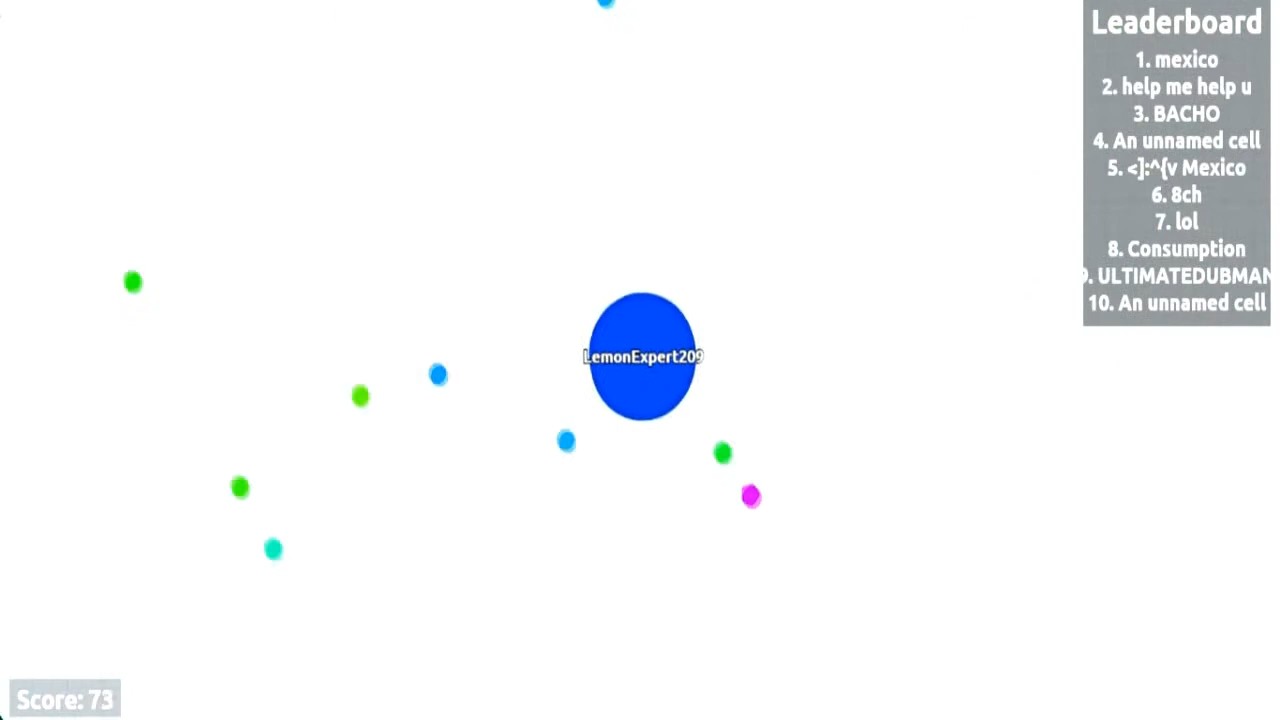 Leaderboard
1. mexico
2. help me help u
3. BACHO
4. An unnamed cell
5. <]:^{v Mexico
6. 8ch
7. lol
8. Consumption
9. ULTIMATEDUBMAN
10. An unnamed cell
LemonExpert209
Score: 73